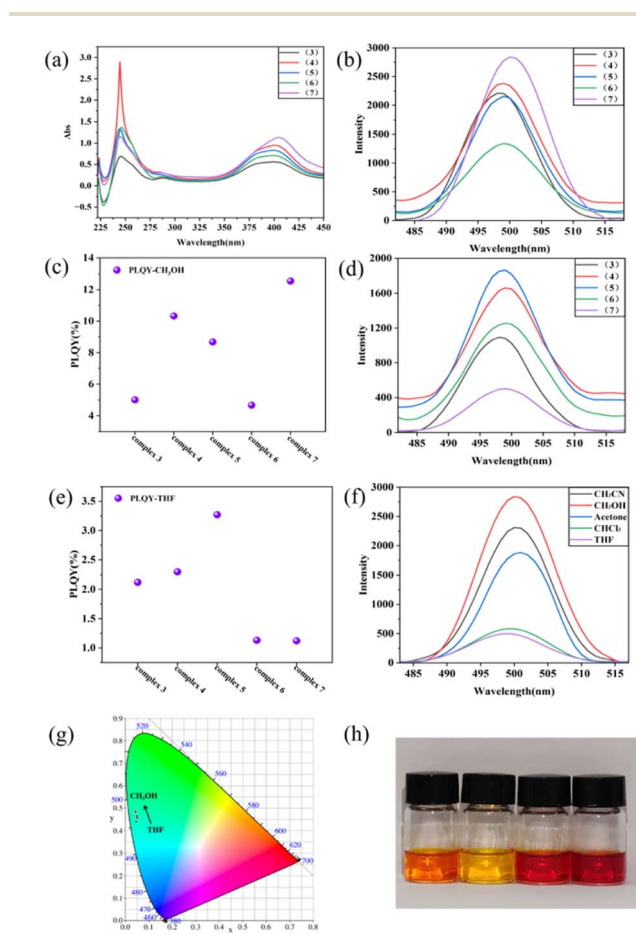 (a)
3.0
2.5
2.0
1.5
1.0
0.5
0.0
-0.5
Abs
(3)
(4)
(5)
(6)
(7)
225 250 275 300 325 350 375 400 425 450
Wavelength(nm)
(b)
3000
2500
2000
1500
1000
500
0
Intensity
(3)
(4)
(5)
(6)
(7)
485 490 495 500 505 510 515
Wavelength(nm)
(c)
14
12
10
8
6
4
PLQY(%)
PLQY-CH₃OH
complex 3
complex 4
complex 5
complex 6
complex 7
(d)
2000
1600
1200
800
400
0
Intensity
(3)
(4)
(5)
(6)
(7)
485 490 495 500 505 510 515
Wavelength(nm)
(e)
3.5
3.0
2.5
2.0
1.5
1.0
PLQY(%)
PLQY-THF
complex 3
complex 4
complex 5
complex 6
complex 7
(f)
3000
2500
2000
1500
1000
500
0
Intensity
CH₃CN
CH₃OH
Acetone
CHCl₃
THF
485 490 495 500 505 510 515
Wavelength(nm)
(g)
0.9
0.8
0.7
0.6
0.5
y
0.4
0.3
0.2
0.1
0.0
520
540
560
580
600
620
700
500
490
480
470
460
380
CH₃OH
THF
0.0 0.1 0.2 0.3 0.4 0.5 0.6 0.7 0.8
x
(h)